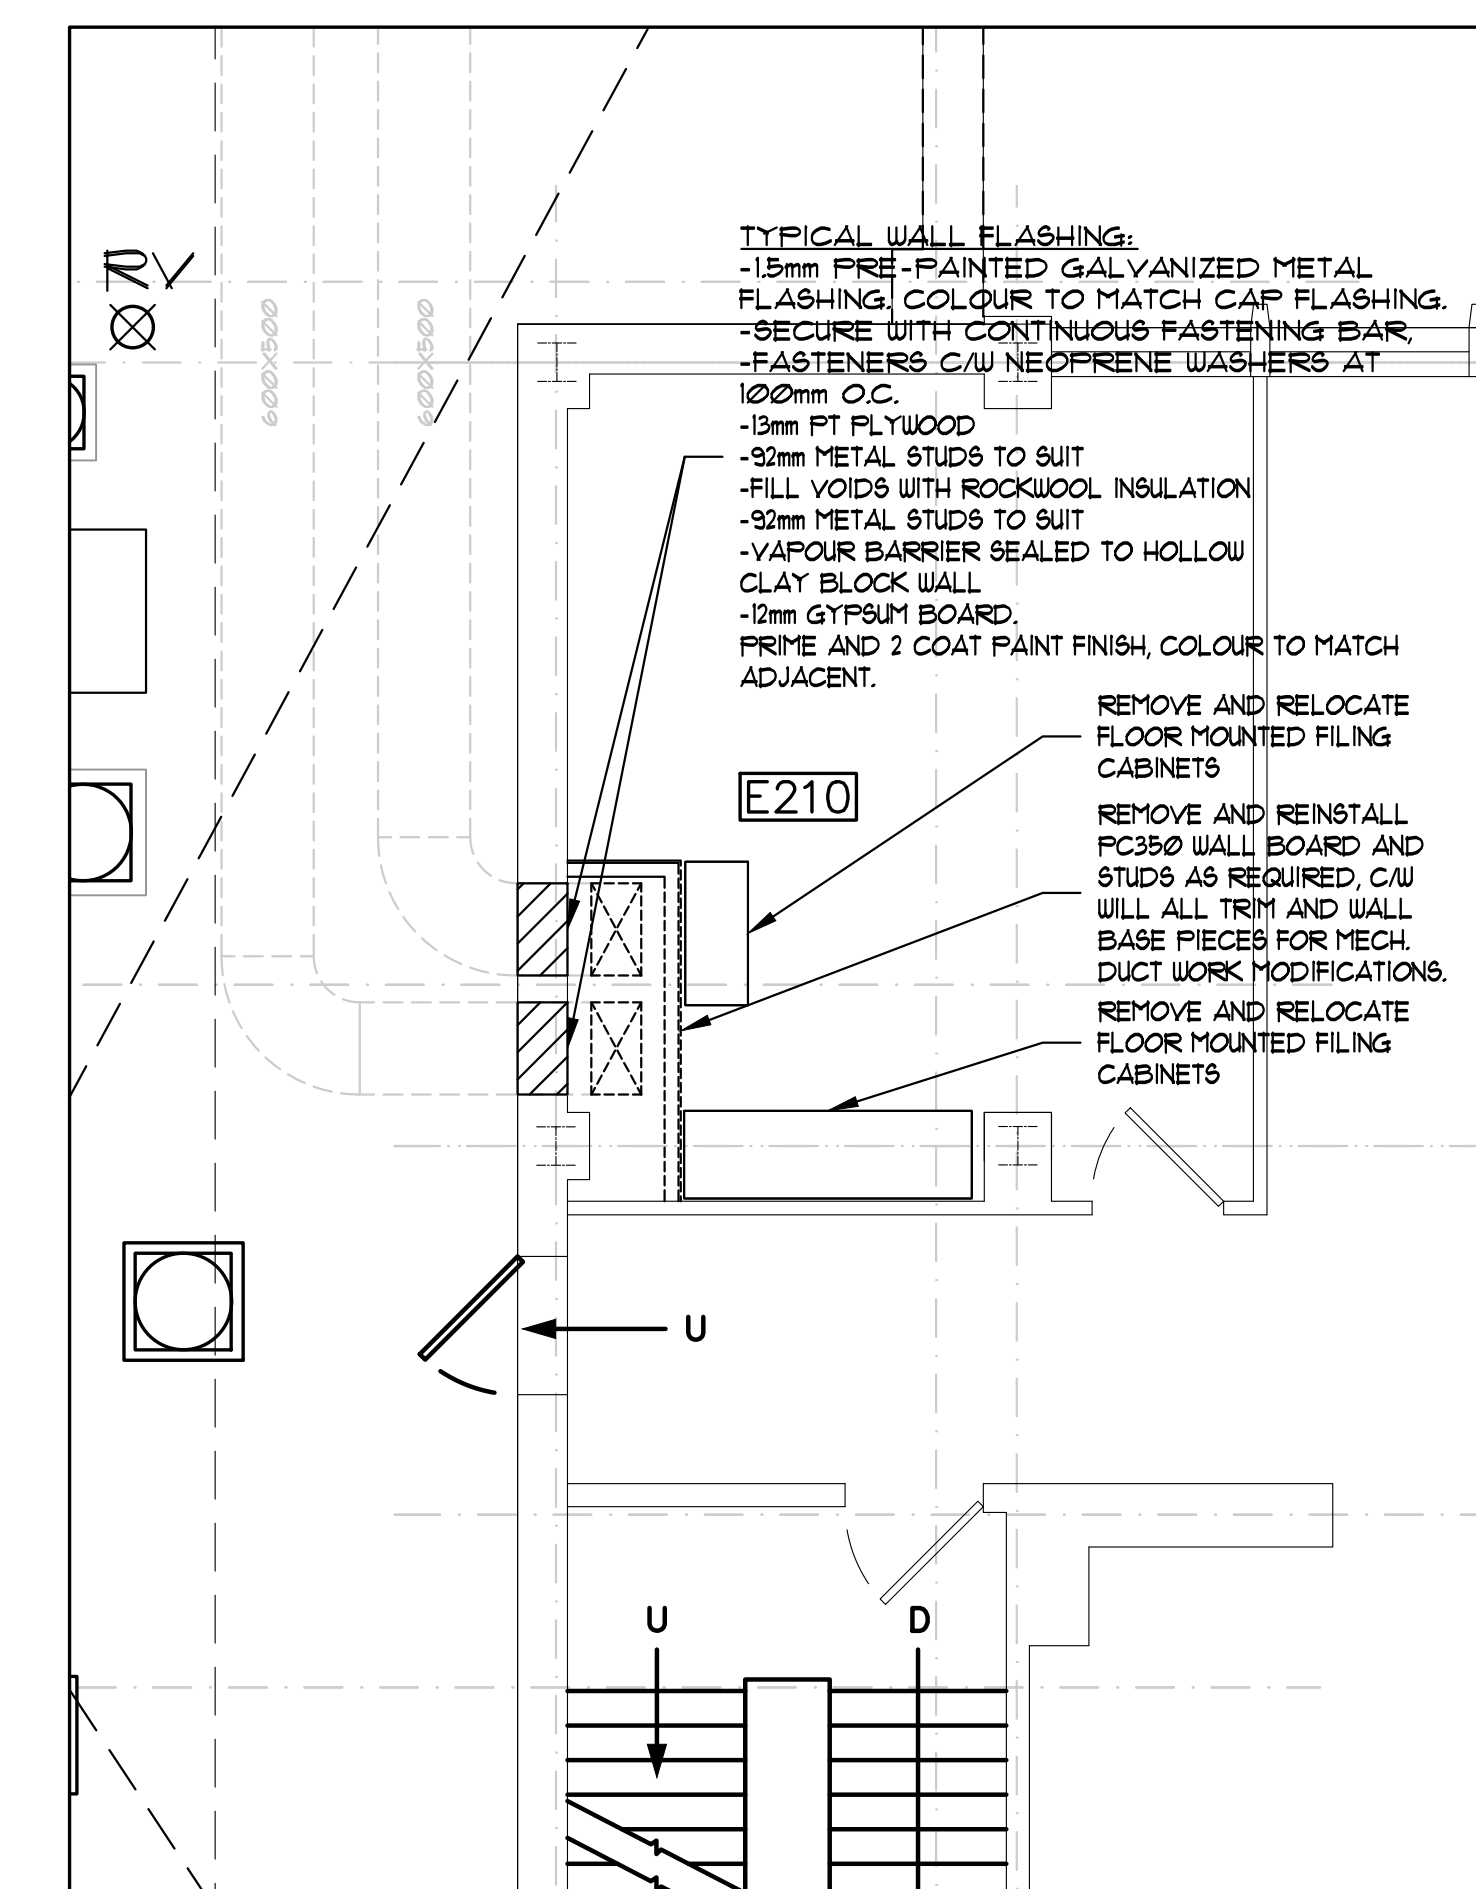 RV
600X500
600X500
TYPICAL WALL FLASHING:
-1.5mm PRE-PAINTED GALVANIZED METAL
FLASHING. COLOUR TO MATCH CAP FLASHING.
-SECURE WITH CONTINUOUS FASTENING BAR,
-FASTENERS C/W NEOPRENE WASHERS AT
100mm O.C.
-13mm PT PLYWOOD
-92mm METAL STUDS TO SUIT
-FILL VOIDS WITH ROCKWOOL INSULATION
-92mm METAL STUDS TO SUIT
-VAPOUR BARRIER SEALED TO HOLLOW
CLAY BLOCK WALL
-12mm GYPSUM BOARD.
PRIME AND 2 COAT PAINT FINISH, COLOUR TO MATCH
ADJACENT.
REMOVE AND RELOCATE
FLOOR MOUNTED FILING
CABINETS
E210
REMOVE AND REINSTALL
PC350 WALL BOARD AND
STUDS AS REQUIRED, C/W
WILL ALL TRIM AND WALL
BASE PIECES FOR MECH.
DUCT WORK MODIFICATIONS.
REMOVE AND RELOCATE
FLOOR MOUNTED FILING
CABINETS
U
U
D